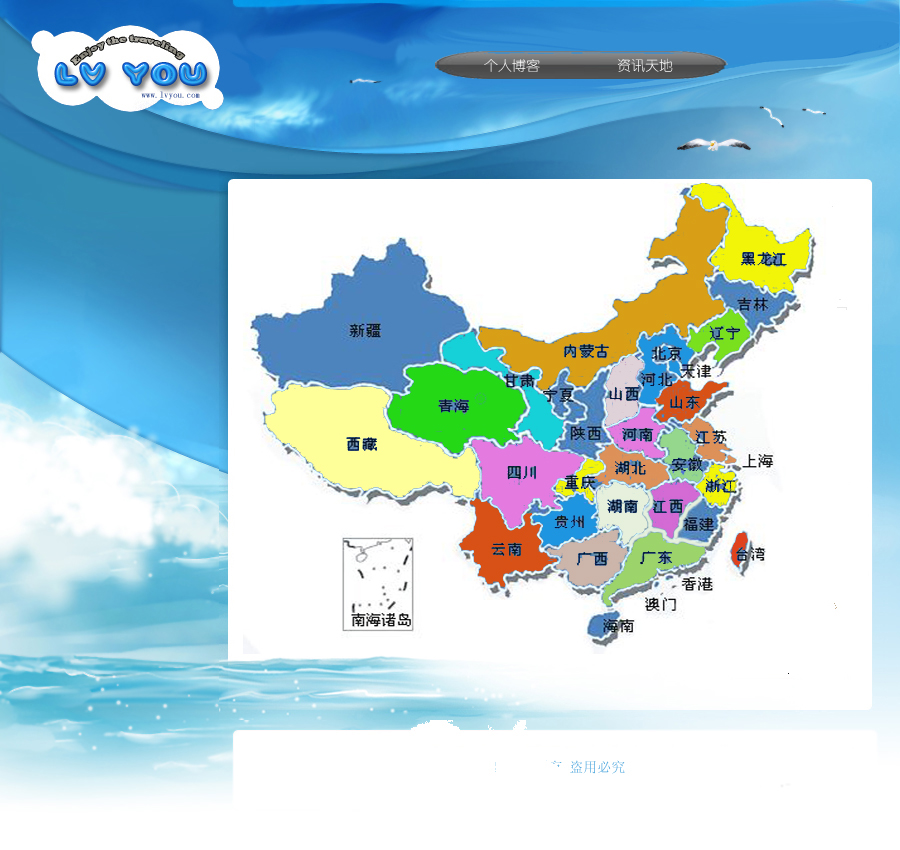 Enjoy the traveling
LV YOU
www.lvyou.com
个人博客
资讯天地
黑龙江
吉林
辽宁
新疆
内蒙古
北京
天津
甘肃
宁夏
山西
河北
山东
青海
陕西
河南
江苏
西藏
四川
重庆
湖北
安徽
上海
浙江
湖南
江西
贵州
福建
云南
广西
广东
台湾
香港
澳门
南海诸岛
海南
盗用必究